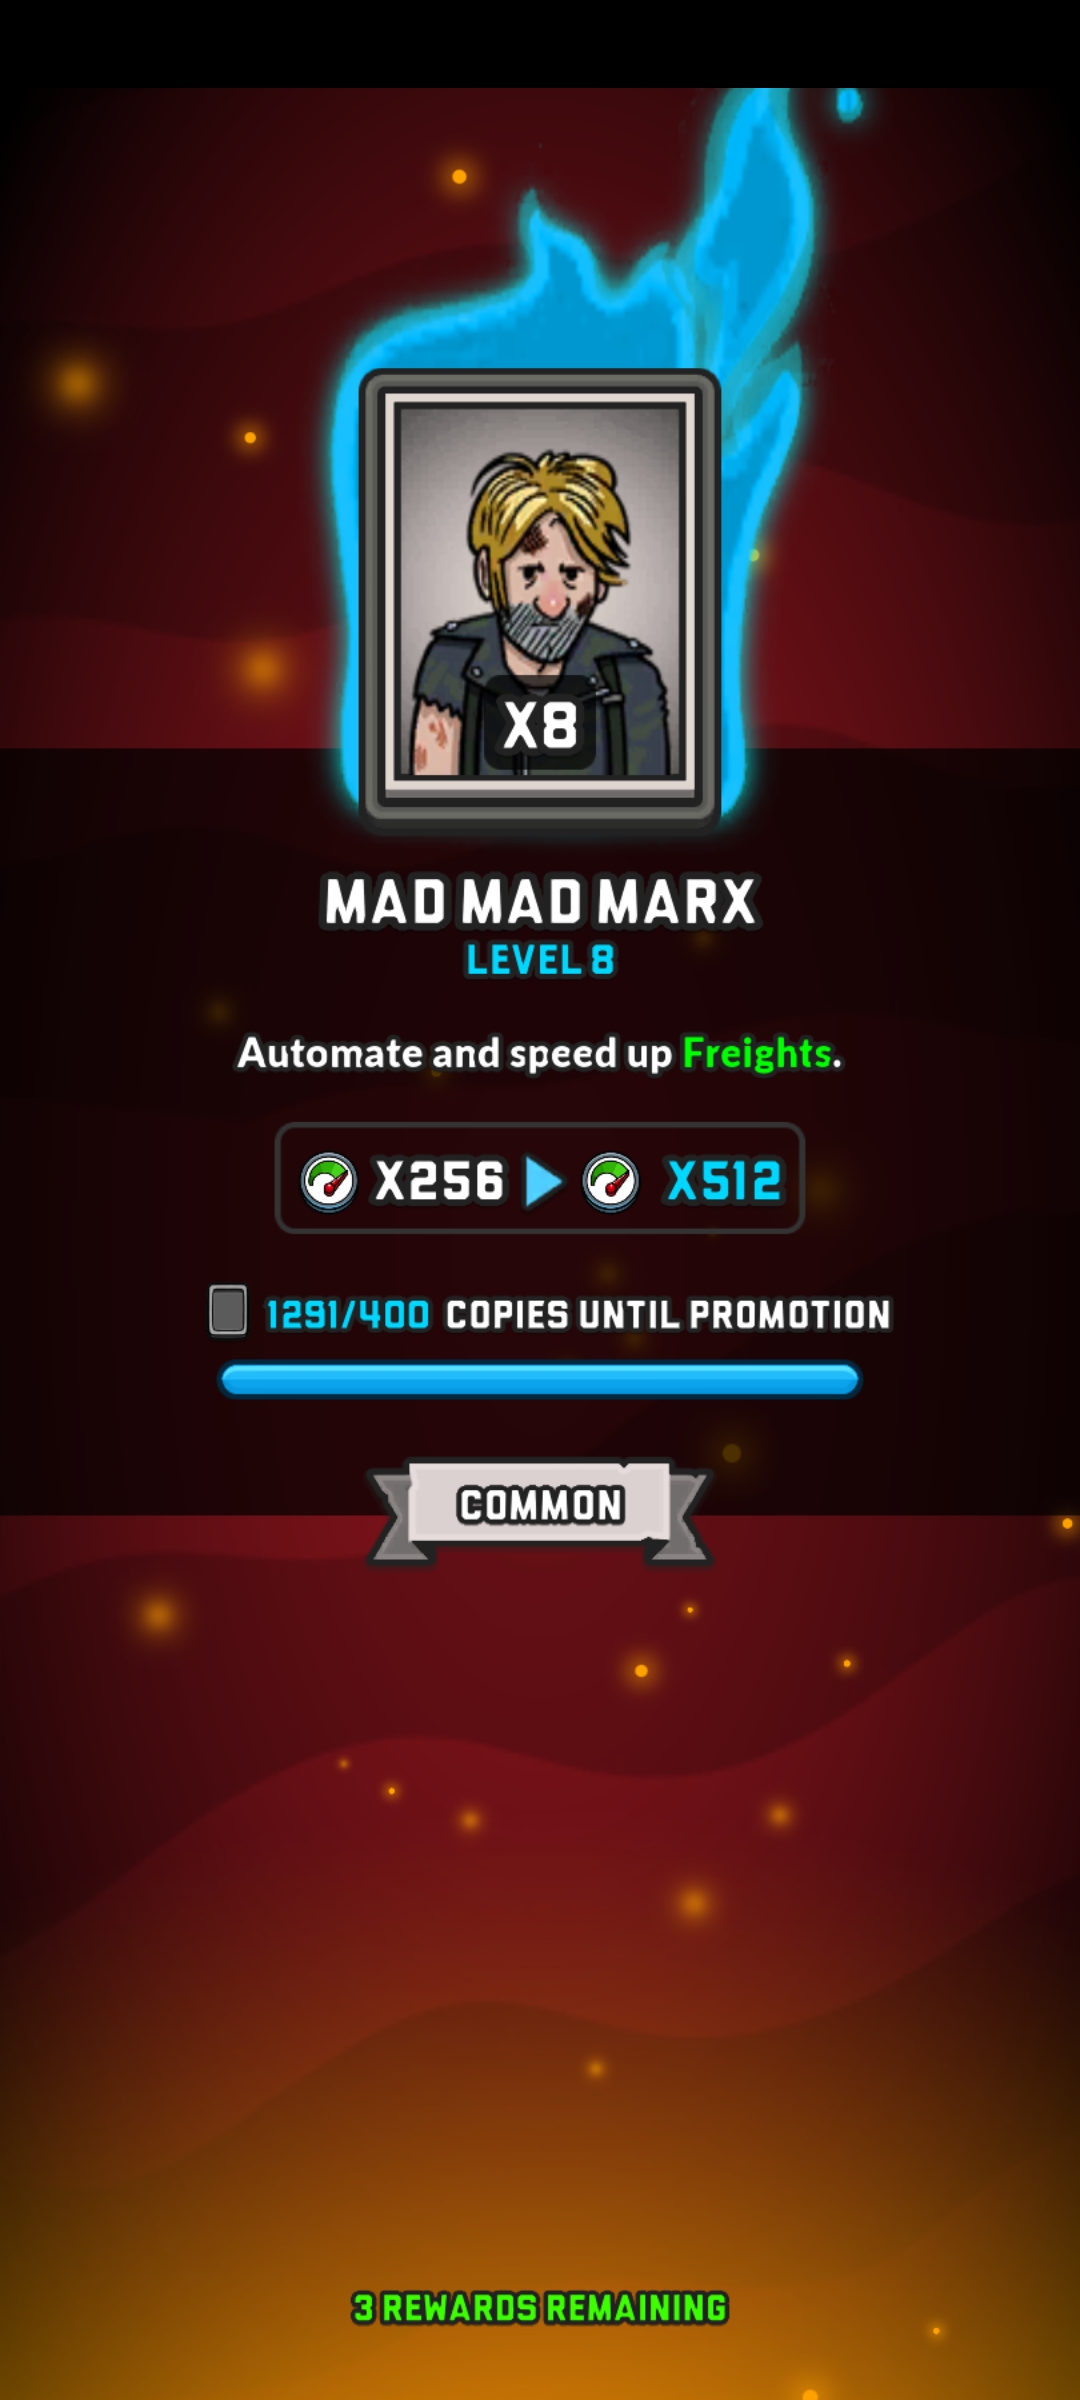 X8
MAD MAD MARX
LEVEL 8
Automate and speed up Freights.
X256 X512
1291/400 COPIES UNTIL PROMOTION
COMMON
3 REWARDS REMAINING